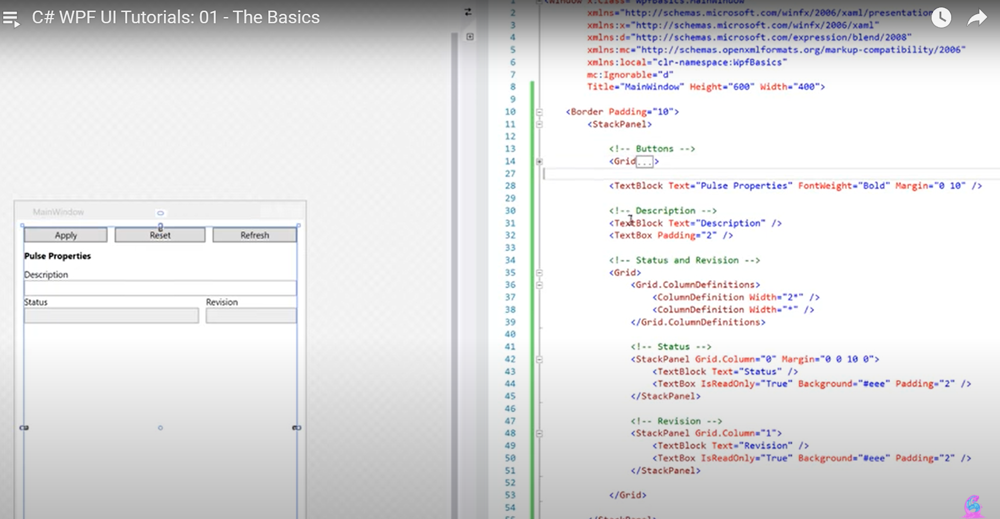 C# WPF UI Tutorials: 01 - The Basics
MainWindow
Apply Reset Refresh
Pulse Properties
Description
Status Revision
1 <Window x:Class="WpfBasics.MainWindow"
2 xmlns="http://schemas.microsoft.com/winfx/2006/xaml/presentation
3 xmlns:x="http://schemas.microsoft.com/winfx/2006/xaml"
4 xmlns:d="http://schemas.microsoft.com/expression/blend/2008"
5 xmlns:mc="http://schemas.openxmlformats.org/markup-compatibility/2006"
6 xmlns:local="clr-namespace:WpfBasics"
7 mc:Ignorable="d"
8 Title="MainWindow" Height="600" Width="400">
9
10 <Border Padding="10">
11 <StackPanel>
12
13 <!-- Buttons -->
14 <Grid...>
27
28 <TextBlock Text="Pulse Properties" FontWeight="Bold" Margin="0 10" />
29
30 <!-- Description -->
31 <TextBlock Text="Description" />
32 <TextBox Padding="2" />
33
34 <!-- Status and Revision -->
35 <Grid>
36 <Grid.ColumnDefinitions>
37 <ColumnDefinition Width="2*" />
38 <ColumnDefinition Width="*" />
39 </Grid.ColumnDefinitions>
40
41 <!-- Status -->
42 <StackPanel Grid.Column="0" Margin="0 0 10 0">
43 <TextBlock Text="Status" />
44 <TextBox IsReadOnly="True" Background="#eee" Padding="2" />
45 </StackPanel>
46
47 <!-- Revision -->
48 <StackPanel Grid.Column="1">
49 <TextBlock Text="Revision" />
50 <TextBox IsReadOnly="True" Background="#eee" Padding="2" />
51 </StackPanel>
52
53 </Grid>
54
55 </StackPanel>